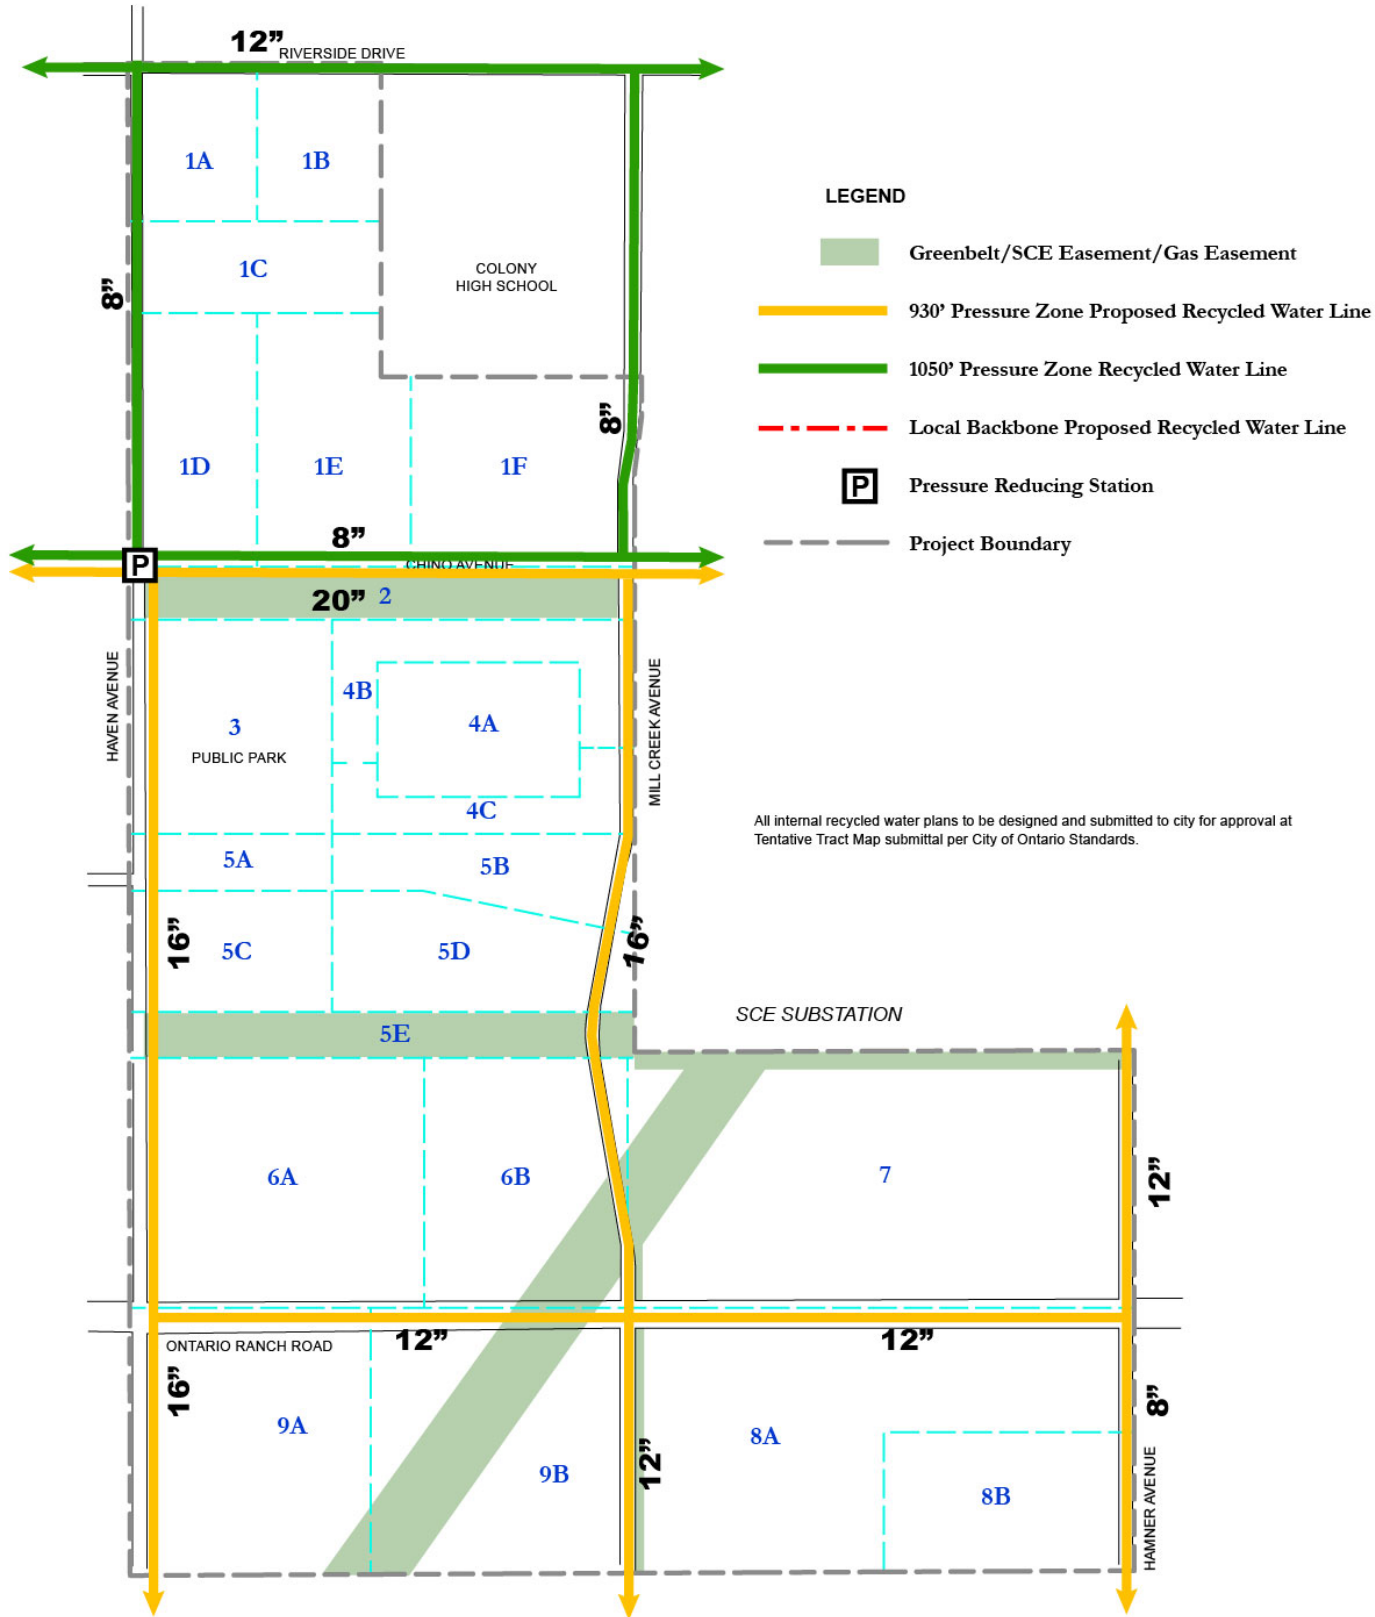 12”
RIVERSIDE DRIVE
1A
1B
1C
8”
COLONY
HIGH SCHOOL
8”
1D
1E
1F
8”
P
CHINO AVENUE
20”
2
HAVEN AVENUE
MILL CREEK AVENUE
4B
4A
3
PUBLIC PARK
4C
5A
5B
16”
5C
5D
16”
5E
SCE SUBSTATION
6A
6B
7
12”
ONTARIO RANCH ROAD
12”
12”
16”
8”
9A
8A
9B
12”
8B
HAMNER AVENUE
LEGEND
Greenbelt/SCE Easement/Gas Easement
930’ Pressure Zone Proposed Recycled Water Line
1050’ Pressure Zone Recycled Water Line
Local Backbone Proposed Recycled Water Line
P
Pressure Reducing Station
Project Boundary
All internal recycled water plans to be designed and submitted to city for approval at
Tentative Tract Map submittal per City of Ontario Standards.